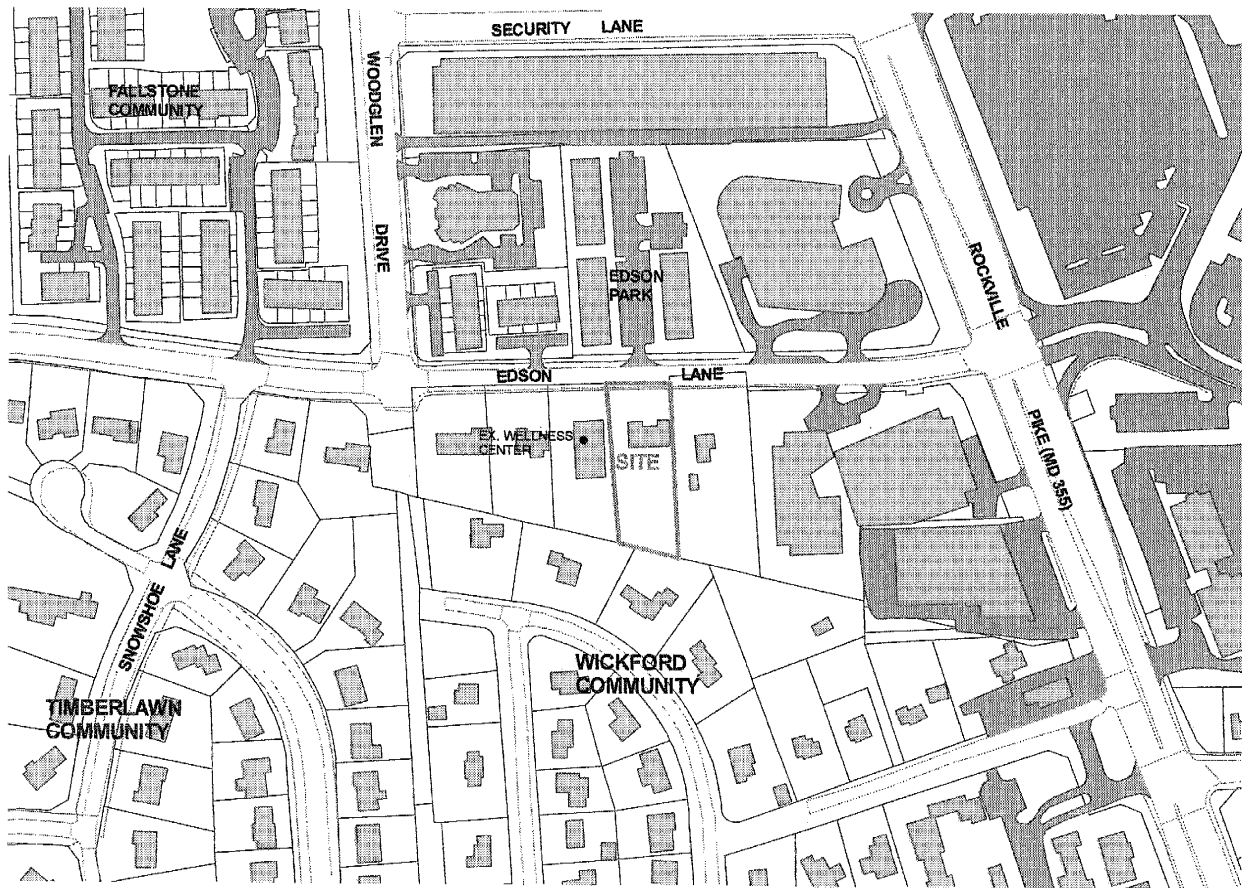 SECURITY LANE
WOODGLEN
DRIVE
FALLSTONE
COMMUNITY
EDSON
PARK
ROCKVILLE
PIKE (MD 355)
EDSON LANE
EX. WELLNESS
CENTER
SITE
SNOWSHOE LANE
WICKFORD
COMMUNITY
TIMBERLAWN
COMMUNITY